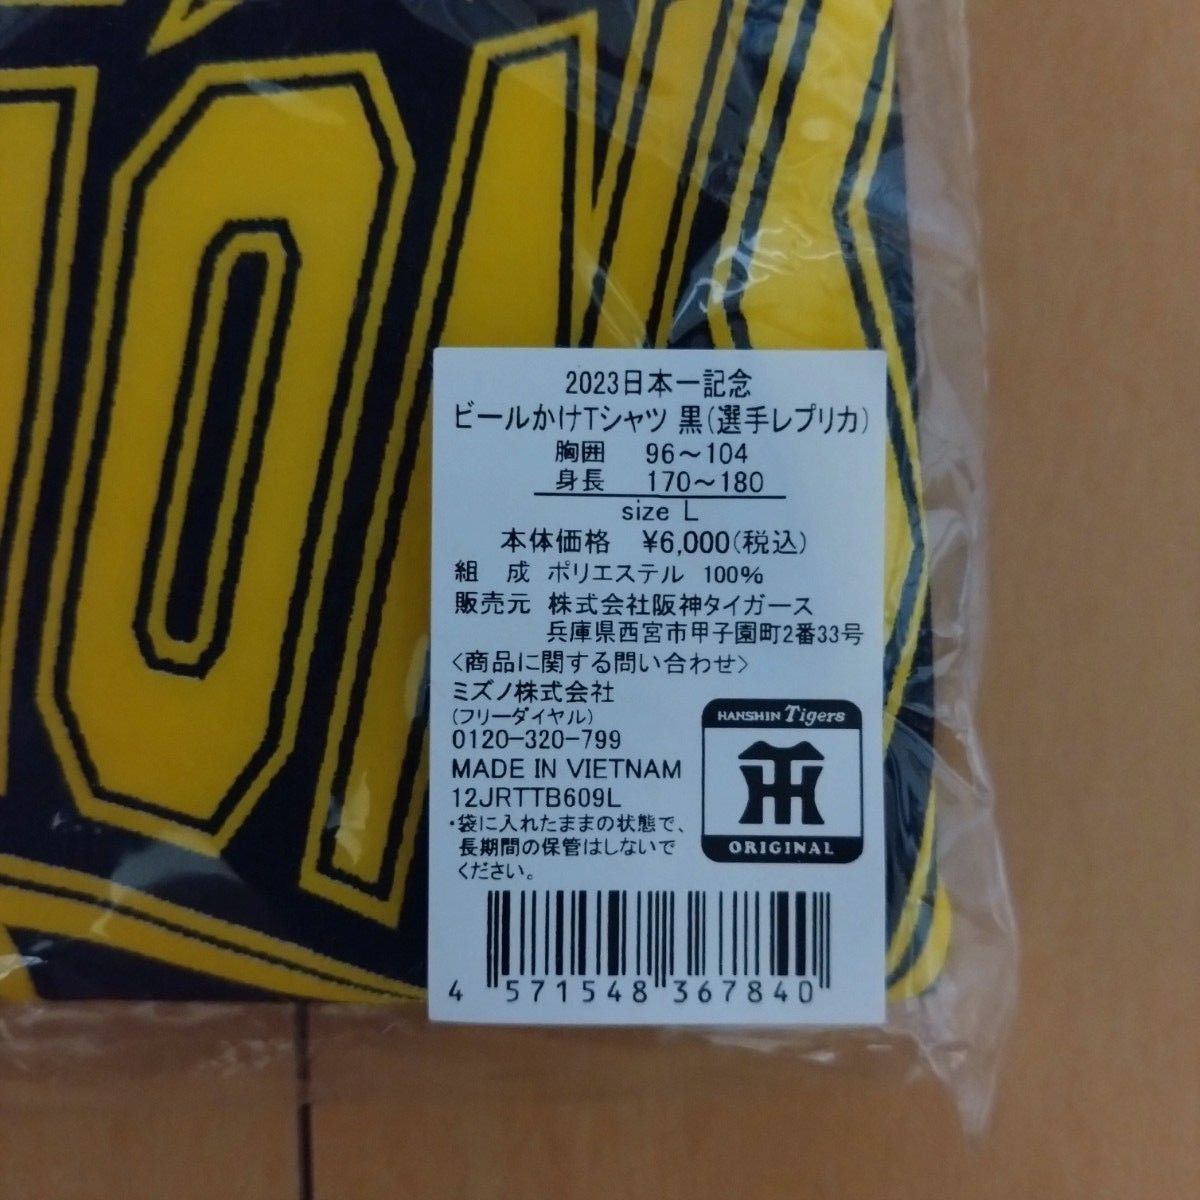 ION
2023日本一記念
ビールかけTシャツ 黒(選手レプリカ)
胸囲 96～104
身長 170～180
size L
本体価格 ¥6,000(税込)
組 成 ポリエステル 100%
販売元 株式会社阪神タイガース
兵庫県西宮市甲子園町2番33号
<商品に関する問い合わせ>
ミズノ株式会社
(フリーダイヤル)
0120-320-799
MADE IN VIETNAM
12JRTTB609L
・袋に入れたままの状態で、
長期間の保管はしないで
ください。
HANSHIN Tigers
TH
ORIGINAL
4 571548 367840